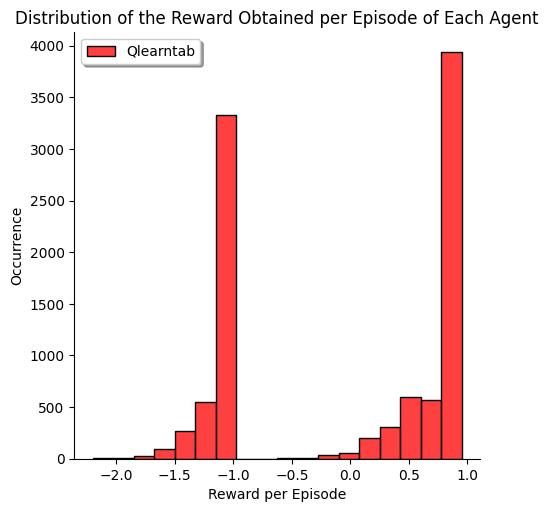 Distribution of the Reward Obtained per Episode of Each Agent
Qlearntab
4000
3500
3000
2500
2000
1500
1000
500
0
Occurrence
−2.0 −1.5 −1.0 −0.5 0.0 0.5 1.0
Reward per Episode